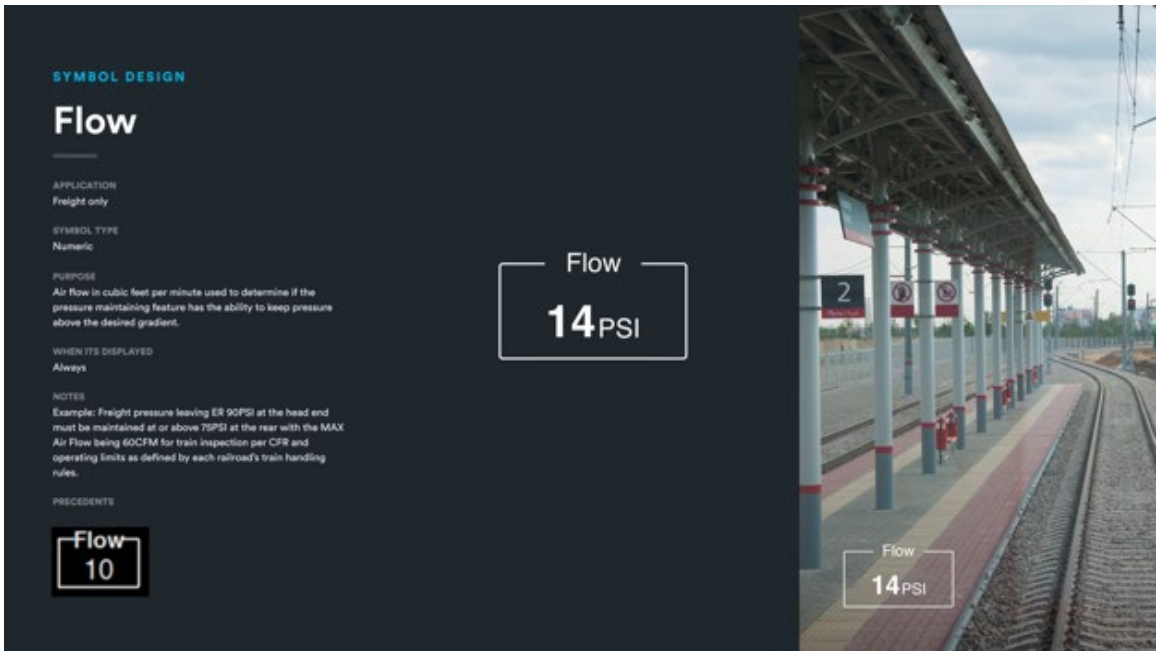 SYMBOL DESIGN
Flow
APPLICATION
Freight only
SYMBOL TYPE
Numeric
PURPOSE
Air flow in cubic feet per minute used to determine if the
pressure maintaining feature has the ability to keep pressure
above the desired gradient.
WHEN ITS DISPLAYED
Always
NOTES
Example: Freight pressure leaving ER 90PSI at the head end
must be maintained at or above 75PSI at the rear with the MAX
Air Flow being 60CFM for train inspection per CFR and
operating limits as defined by each railroad's train handling
rules.
PRECEDENTS
Flow
10
Flow
14 PSI
2
Flow
14 PSI